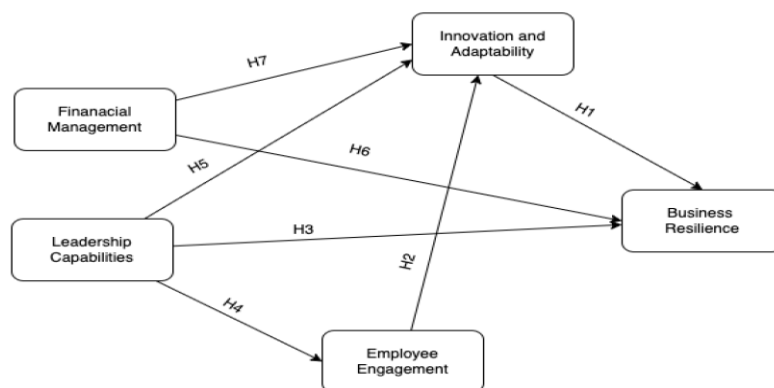 Innovation and
Adaptability
H7
Finanacial
Management
H1
H5
H6
Business
Resilience
Leadership
Capabilities
H3
H2
H4
Employee
Engagement